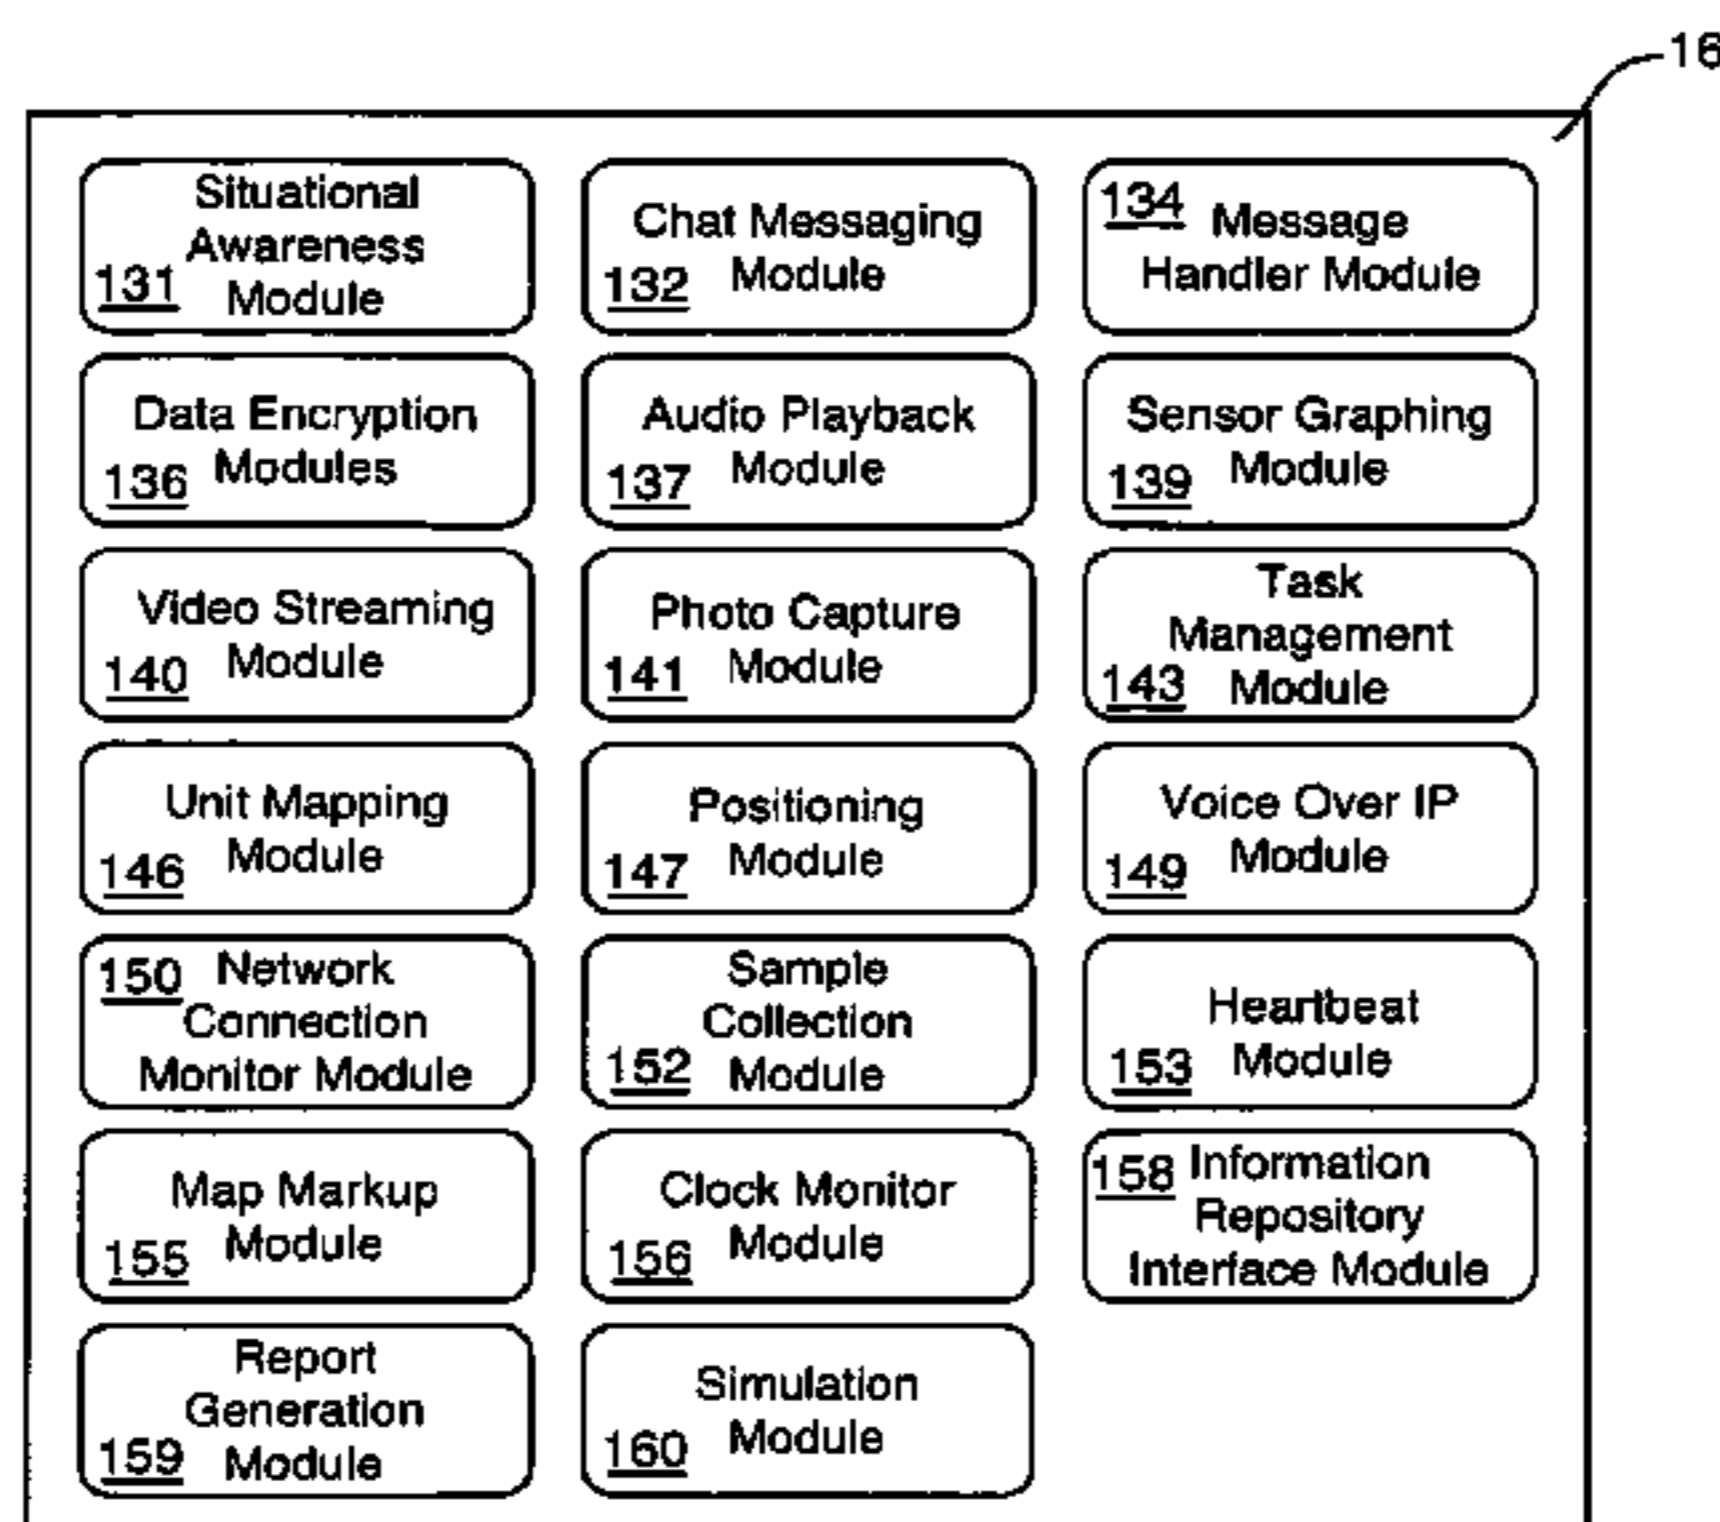 16
Situational
Awareness
131 Module
Chat Messaging
132 Module
134 Message
Handler Module
Data Encryption
136 Modules
Audio Playback
137 Module
Sensor Graphing
139 Module
Video Streaming
140 Module
Photo Capture
141 Module
Task
Management
143 Module
Unit Mapping
146 Module
Positioning
147 Module
Voice Over IP
149 Module
150 Network
Connection
Monitor Module
Sample
Collection
152 Module
Heartbeat
153 Module
Map Markup
155 Module
Clock Monitor
156 Module
158 Information
Repository
Interface Module
Report
Generation
159 Module
Simulation
160 Module